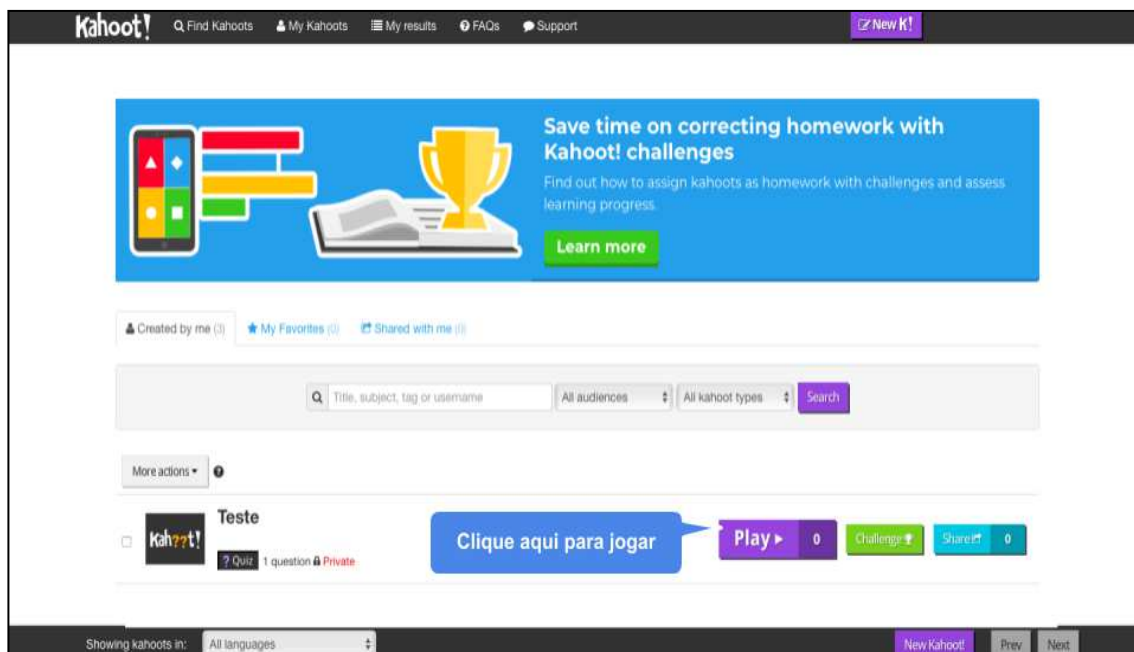 Kahoot! Find Kahoots My Kahoots My results FAQs Support New K!
Save time on correcting homework with
Kahoot! challenges
Find out how to assign kahoots as homework with challenges and assess
learning progress.
Learn more
Created by me (3) My Favorites (0) Shared with me (0)
Title, subject, tag or username All audiences All kahoot types Search
More actions
Kah??t!
Teste
? Quiz 1 question Private
Clique aqui para jogar
Play 0 Challenge Share 0
Showing kahoots in: All languages New Kahoot! Prev Next